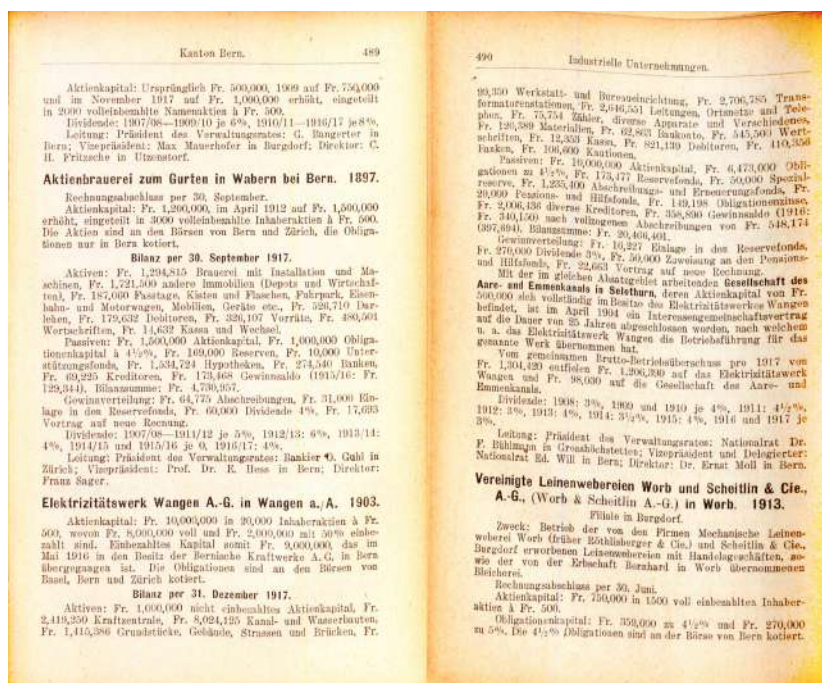 Kanton Bern. 489
Aktienkapital: Ursprünglich Fr. 500,000, 1909 auf Fr. 750,000
und im November 1917 auf Fr. 1,000,000 erhöht, eingeteilt
in 2000 volleinbezahlte Namenaktien à Fr. 500.
Dividende: 1907/08—1909/10 je 6%, 1910/11—1916/17 je 8%.
Leitung: Präsident des Verwaltungsrates: G. Bangerter in
Bern; Vizepräsident: Max Mauerhofer in Burgdorf; Direktor: C.
H. Fritzsche in Utzenstorf.
Aktienbrauerei zum Gurten in Wabern bei Bern. 1897.
Rechnungsabschluss per 30. September.
Aktienkapital: Fr. 1,200,000, im April 1912 auf Fr. 1,500,000
erhöht, eingeteilt in 3000 volleinbezahlte Inhaberaktien à Fr. 500.
Die Aktien sind an den Börsen von Bern und Zürich, die Obliga-
tionen nur in Bern kotiert.
Bilanz per 30. September 1917.
Aktiven: Fr. 1,294,815 Brauerei mit Installation und Ma-
schinen, Fr. 1,721,500 andere Immobilien (Depots und Wirtschaf-
ten), Fr. 187,060 Fasstage, Kisten und Flaschen, Fuhrpark, Eisen-
bahn- und Motorwagen, Mobilien, Geräte etc., Fr. 526,710 Dar-
lehen, Fr. 179,632 Debitoren, Fr. 326,107 Vorräte, Fr. 480,501
Wertschriften, Fr. 14,632 Kassa und Wechsel.
Passiven: Fr. 1,500,000 Aktienkapital, Fr. 1,000,000 Obliga-
tionenkapital à 4½%, Fr. 169,000 Reserven, Fr. 10,000 Unter-
stützungsfonds, Fr. 1,534,724 Hypotheken, Fr. 274,540 Banken,
Fr. 69,225 Kreditoren, Fr. 173,468 Gewinnsaldo (1915/16: Fr.
129,344). Bilanzsumme: Fr. 4,730,957.
Gewinnverteilung: Fr. 64,775 Abschreibungen, Fr. 31,000 Ein-
lage in den Reservefonds, Fr. 60,000 Dividende 4%, Fr. 17,693
Vortrag auf neue Recnung.
Dividende: 1907/08—1911/12 je 5%, 1912/13: 6%, 1913/14:
4%, 1914/15 und 1915/16 je 0, 1916/17: 4%.
Leitung: Präsident des Verwaltungsrates: Bankier O. Guhl in
Zürich; Vizepräsident: Prof. Dr. E. Hess in Bern; Direktor:
Franz Sager.
Elektrizitätswerk Wangen A.-G. in Wangen a./A. 1903.
Aktienkapital: Fr. 10,000,000 in 20,000 Inhaberaktien à Fr.
500, wovon Fr. 8,000,000 voll und Fr. 2,000,000 mit 50% einbe-
zahlt sind. Einbezahltes Kapital somit Fr. 9,000,000, das im
Mai 1916 in den Besitz der Bernische Kraftwerke A. G. in Bern
übergegangen ist. Die Obligationen sind an den Börsen von
Basel, Bern und Zürich kotiert.
Bilanz per 31. Dezember 1917.
Aktiven: Fr. 1,000,000 nicht einbezahltes Aktienkapital, Fr.
2,419,250 Kraftzentrale, Fr. 8,024,125 Kanal- und Wasserbauten,
Fr. 1,415,386 Grundstücke, Gebäude, Strassen und Brücken, Fr.
490 Industrielle Unternehmungen.
99,350 Werkstatt- und Bureaueinrichtung, Fr. 2,706,785 Trans-
formatorenstationen, Fr. 2,646,551 Leitungen, Ortsnetze und Tele-
phon, Fr. 75,754 Zähler, diverse Apparate und Verschiedenes,
Fr. 120,389 Materialien, Fr. 62,863 Baukonto, Fr. 545,503 Wert-
schriften, Fr. 12,353 Kassa, Fr. 821,139 Debitoren, Fr. 410,356
Fr. 106,600 Kautionen.
Passiven: Fr. 10,000,000 Aktienkapital, Fr. 6,473,000 Obli-
gationen zu 4½%, Fr. 173,477 Reservefonds, Fr. 50,000 Spezial-
reserve, Fr. 1,235,400 Abschreibungs- und Erneuerungsfonds, Fr.
20,000 Pensions- und Hilfsfonds, Fr. 149,198 Obligationenzinse,
Fr. 2,006,436 diverse Kreditoren, Fr. 358,890 Gewinnsaldo (1916:
Fr. 340,150) nach vollzogenen Abschreibungen von Fr. 548,174
(397,694). Bilanzsumme: Fr. 20,466,401.
Gewinnverteilung: Fr. 16,227 Einlage in den Reservefonds,
Fr. 270,000 Dividende 3%, Fr. 50,000 Zuweisung an den Pensions-
und Hilfsfonds, Fr. 22,663 Vortrag auf neue Rechnung.
Mit der im gleichen Absatzgebiet arbeitenden Gesellschaft des
Aare- und Emmenkanals in Solothurn, deren Aktienkapital von Fr.
500,000 sich vollständig im Besitze des Elektrizitätswerkes Wangen
befindet, ist im April 1904 ein Interessengemeinschaftsvertrag
auf die Dauer von 25 Jahren abgeschlossen worden, nach welchem
u. a. das Elektrizitätswerk Wangen die Betriebsführung für das
genannte Werk übernommen hat.
Vom gemeinsamen Brutto-Betriebsüberschuss pro 1917 von
Fr. 1,304,420 entfielen Fr. 1,206,390 auf das Elektrizitätswerk
Wangen und Fr. 98,030 auf die Gesellschaft des Aare- und
Emmenkanals.
Dividende: 1908: 3%, 1909 und 1910 je 4%, 1911: 4½%,
1912: 3%, 1913: 4%, 1914: 3½%, 1915: 4%, 1916 und 1917 je
3%.
Leitung: Präsident des Verwaltungsrates: Nationalrat Dr.
F. Bühlmann in Grosshöchstetten; Vizepräsident und Delegierter:
Nationalrat Ed. Will in Bern; Direktor: Dr. Ernst Moll in Bern.
Vereinigte Leinenwebereien Worb und Scheitlin & Cie.,
A.-G., (Worb & Scheitlin A.-G.) in Worb. 1913.
Filiale in Burgdorf.
Zweck: Betrieb der von den Firmen Mechanische Leinen-
weberei Worb (früher Röthlisberger & Cie.) und Scheitlin & Cie.,
Burgdorf erworbenen Leinenwebereien mit Handelsgeschäften, so-
wie der von der Erbschaft Bernhard in Worb übernommenen
Bleicherei.
Rechnungsabschluss per 30. Juni.
Aktienkapital: Fr. 750,000 in 1500 voll einbezahlten Inhaber-
aktien à Fr. 500.
Obligationenkapital: Fr. 359,000 zu 4½% und Fr. 270,000
zu 5%. Die 4½% Obligationen sind an der Börse von Bern kotiert.